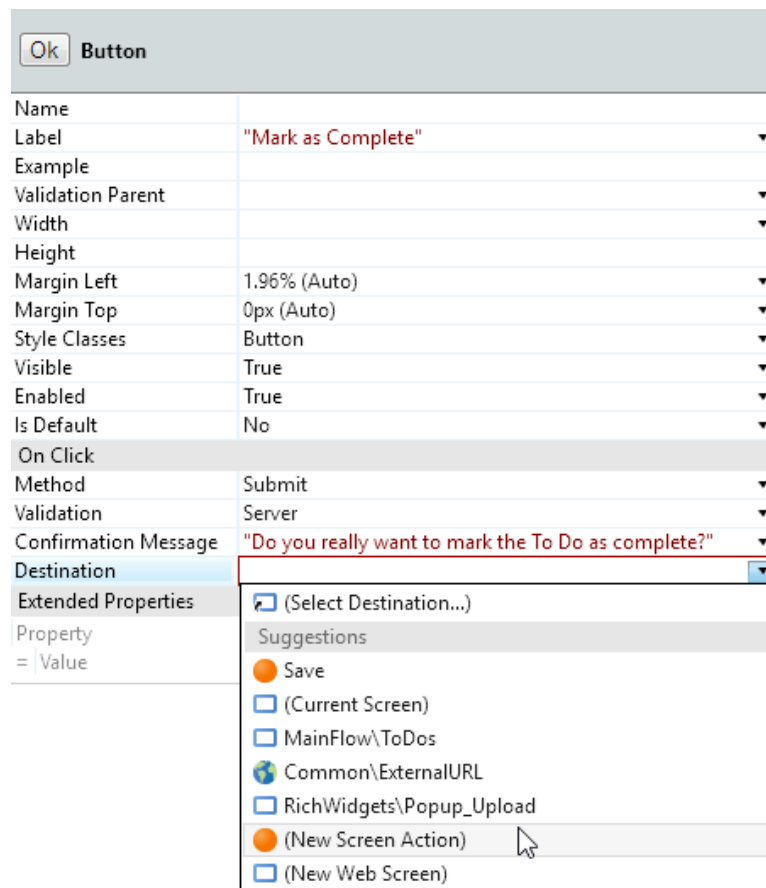 Ok Button
Name
Label "Mark as Complete"
Example
Validation Parent
Width
Height
Margin Left 1.96% (Auto)
Margin Top 0px (Auto)
Style Classes Button
Visible True
Enabled True
Is Default No
On Click
Method Submit
Validation Server
Confirmation Message "Do you really want to mark the To Do as complete?"
Destination
Extended Properties (Select Destination...)
Property Suggestions
= Value Save
(Current Screen)
MainFlow\ToDos
Common\ExternalURL
RichWidgets\Popup_Upload
(New Screen Action)
(New Web Screen)